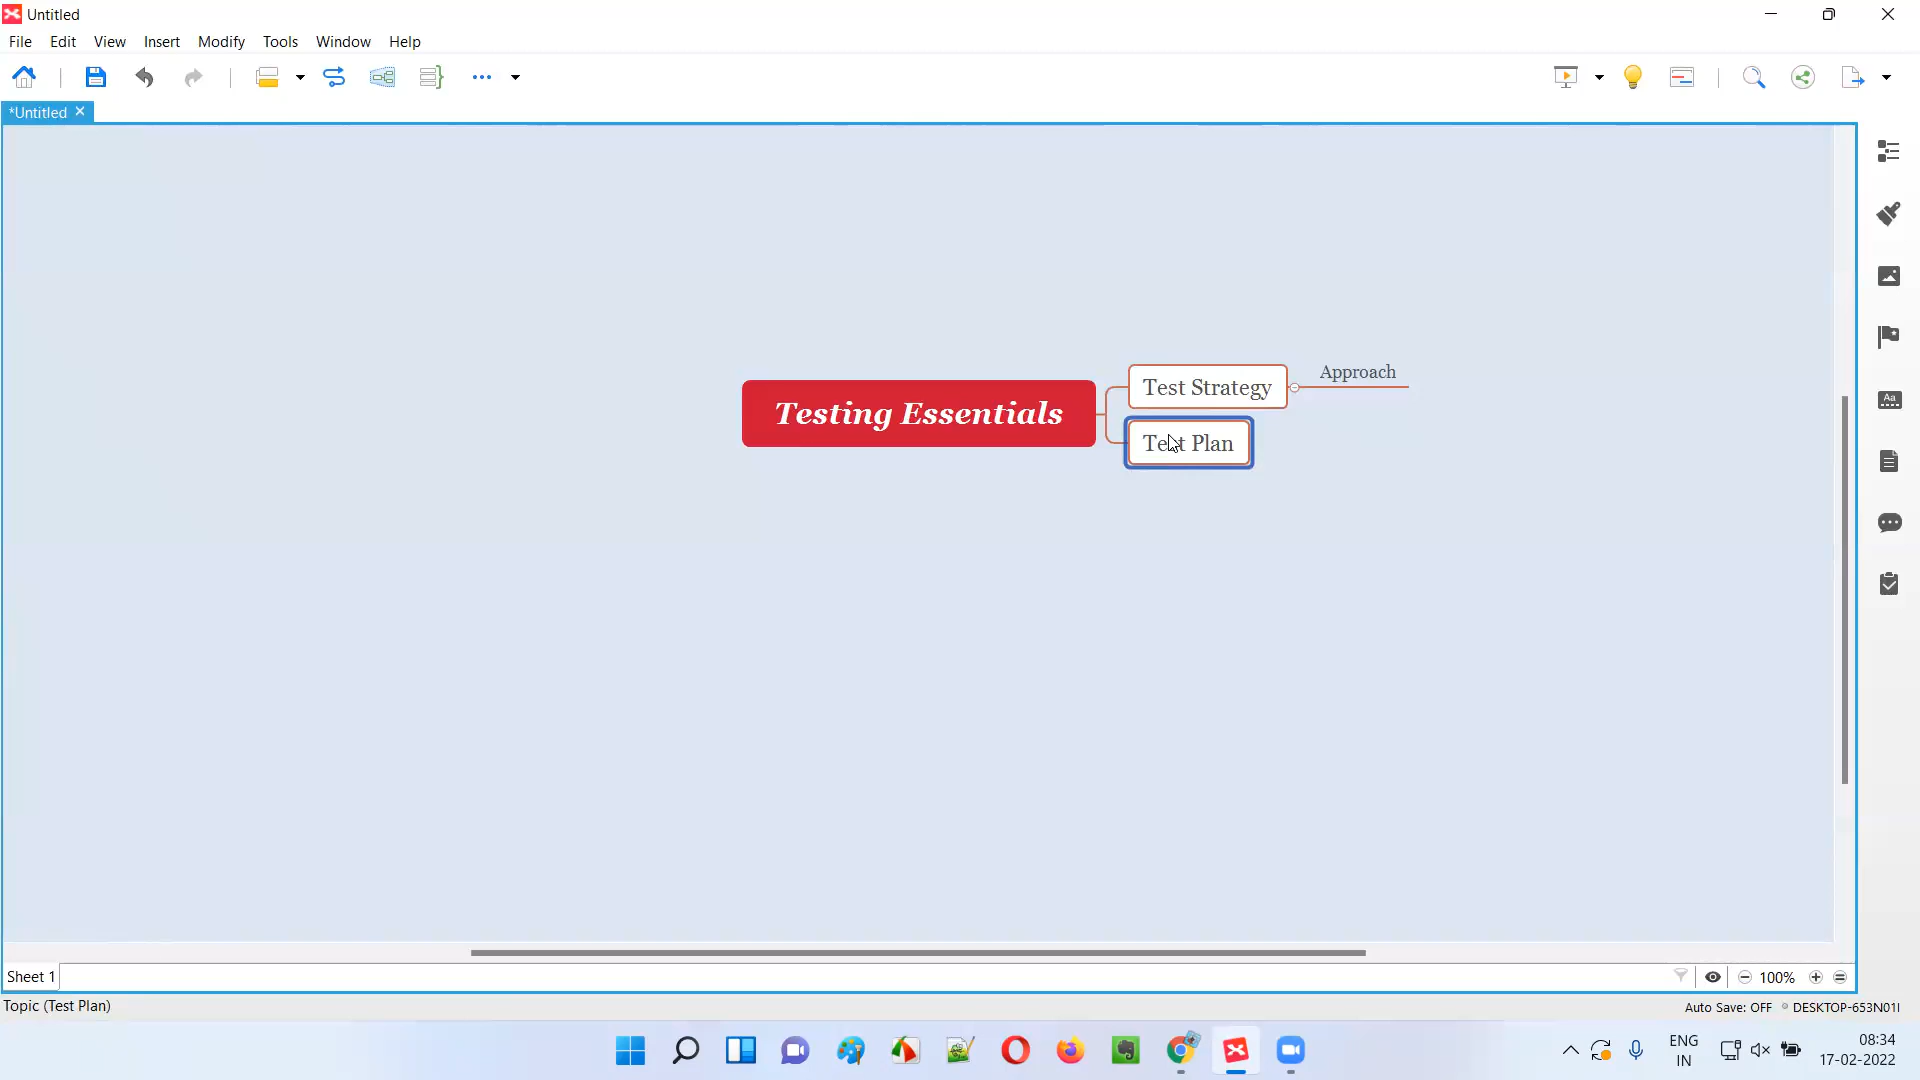 Untitled
File Edit View Insert Modify Tools Window Help
*Untitled
Approach
Test Strategy
Testing Essentials
Test Plan
Aa
Sheet 1
100%
Topic (Test Plan)
Auto Save: OFF
DESKTOP-653N01I
ENG
IN
08:34
17-02-2022